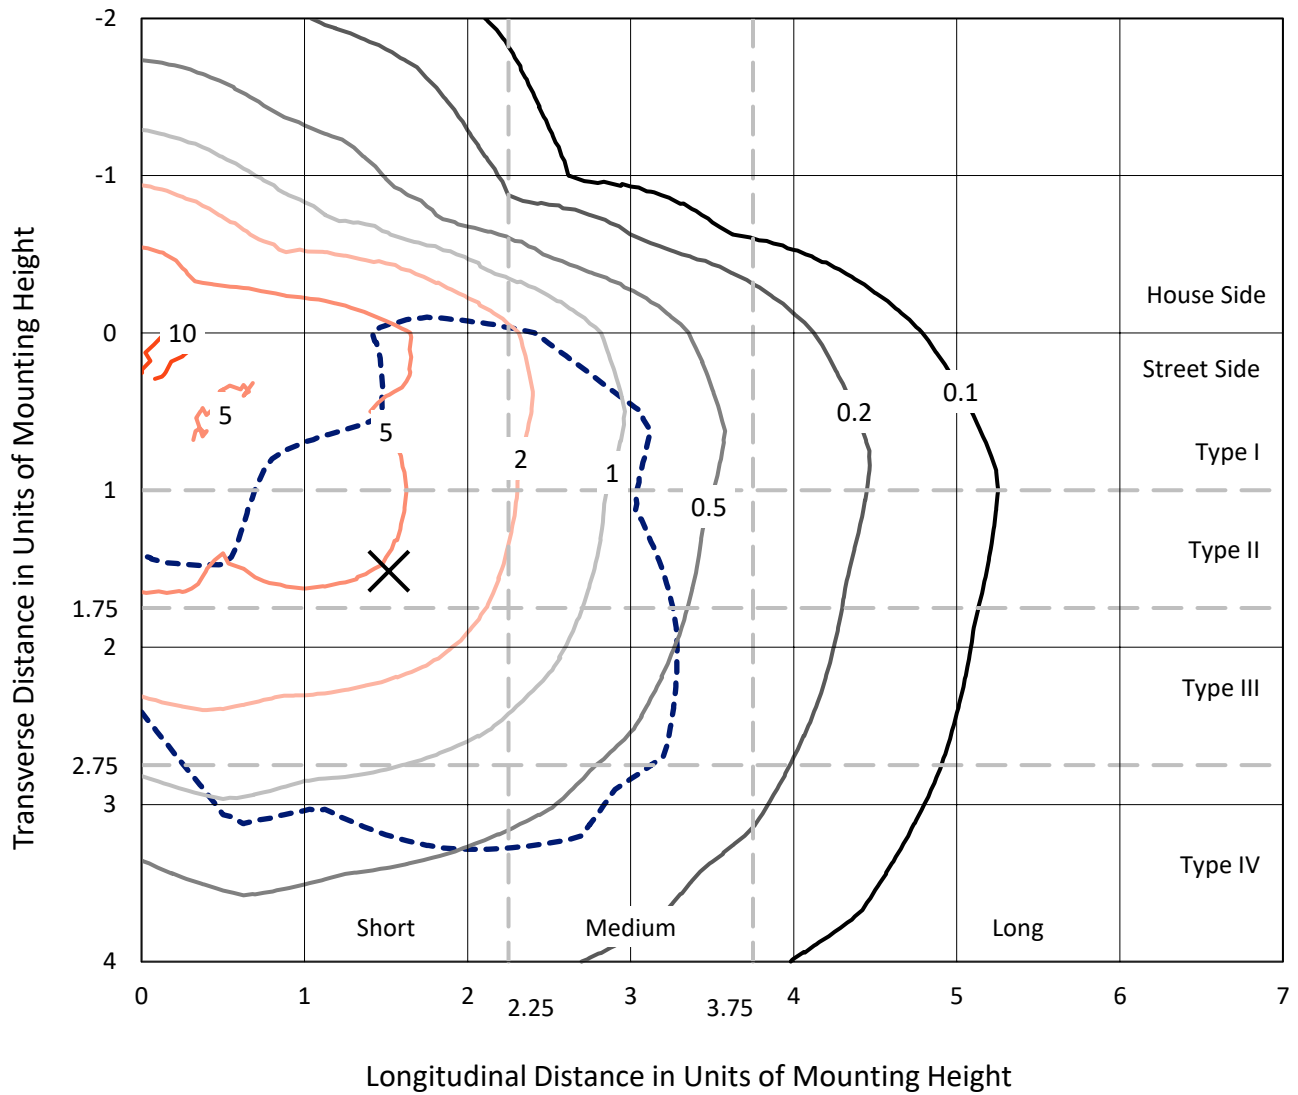 -2
-1
House Side
10
0
Street Side
0.1
0.2
5
5
Type I
2
1
1
0.5
Type II
1.75
2
Type III
2.75
3
Type IV
Short
Medium
Long
4
0
1
2
2.25
3
3.75
4
5
6
7
Transverse Distance in Units of Mounting Height
Longitudinal Distance in Units of Mounting Height